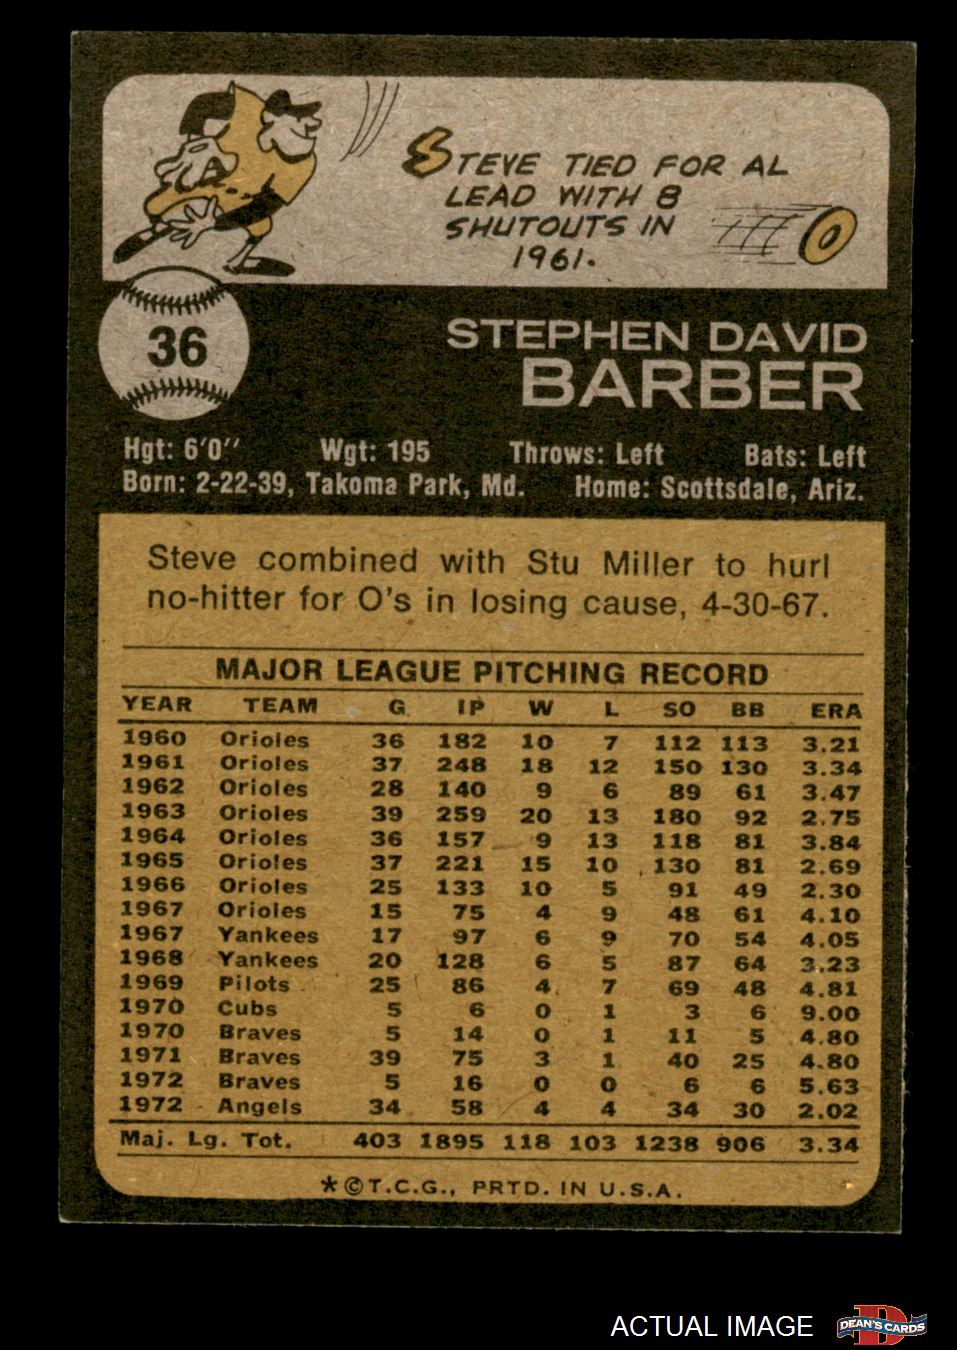 STEVE TIED FOR AL
LEAD WITH 8
SHUTOUTS IN
1961.
0
36
STEPHEN DAVID
BARBER
Hgt: 6'0'' Wgt: 195 Throws: Left Bats: Left
Born: 2-22-39, Takoma Park, Md. Home: Scottsdale, Ariz.
Steve combined with Stu Miller to hurl
no-hitter for O's in losing cause, 4-30-67.
MAJOR LEAGUE PITCHING RECORD
YEAR TEAM G IP W L SO BB ERA
1960 Orioles 36 182 10 7 112 113 3.21
1961 Orioles 37 248 18 12 150 130 3.34
1962 Orioles 28 140 9 6 89 61 3.47
1963 Orioles 39 259 20 13 180 92 2.75
1964 Orioles 36 157 9 13 118 81 3.84
1965 Orioles 37 221 15 10 130 81 2.69
1966 Orioles 25 133 10 5 91 49 2.30
1967 Orioles 15 75 4 9 48 61 4.10
1967 Yankees 17 97 6 9 70 54 4.05
1968 Yankees 20 128 6 5 87 64 3.23
1969 Pilots 25 86 4 7 69 48 4.81
1970 Cubs 5 6 0 1 3 6 9.00
1970 Braves 5 14 0 1 11 5 4.80
1971 Braves 39 75 3 1 40 25 4.80
1972 Braves 5 16 0 0 6 6 5.63
1972 Angels 34 58 4 4 34 30 2.02
Maj. Lg. Tot. 403 1895 118 103 1238 906 3.34
*©T.C.G., PRTD. IN U.S.A.
ACTUAL IMAGE
D
DEAN'S CARDS